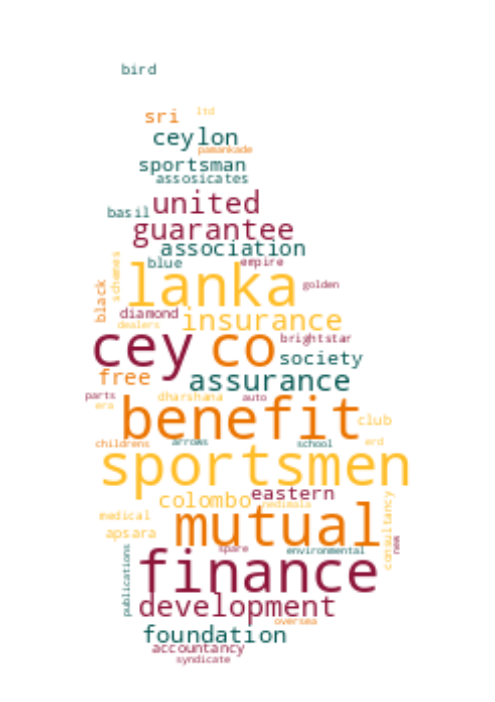 bird
sri ltd
ceylon
pamankade
sportsman
assosicates
basil united
guarantee
association
blue empire
schemes
lanka golden
black
diamond insurance
dealers
cey co brightstar
society
free assurance
parts dharshana auto
era
benefit club
childrens arrows school erd
sportsmen
colombo eastern
nedimsla
medical mutual consultancy
apsara
spare environmental new
publications
finance
development
oversea
foundation
accountancy
syndicate